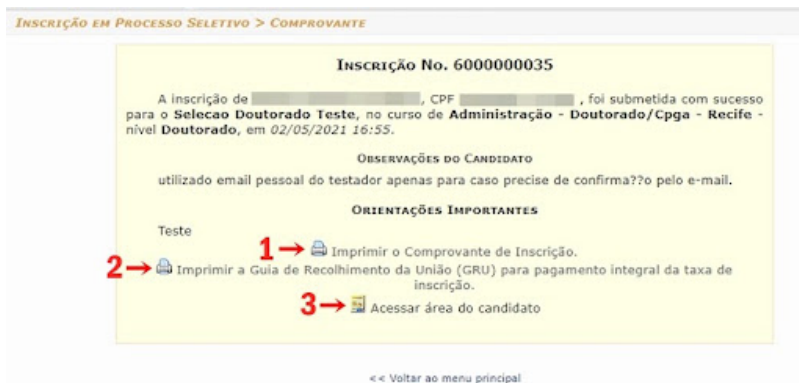 INSCRIÇÃO EM PROCESSO SELETIVO > COMPROVANTE
INSCRIÇÃO NO. 6000000035
A inscrição de , CPF , foi submetida com sucesso
para o Selecao Doutorado Teste, no curso de Administração - Doutorado/Cpga - Recife -
nível Doutorado, em 02/05/2021 16:55.
OBSERVAÇÕES DO CANDIDATO
utilizado email pessoal do testador apenas para caso precise de confirma??o pelo e-mail.
ORIENTAÇÕES IMPORTANTES
Teste
1 → Imprimir o Comprovante de Inscrição.
2 → Imprimir a Guia de Recolhimento da União (GRU) para pagamento integral da taxa de
inscrição.
3 → Acessar área do candidato
<< Voltar ao menu principal